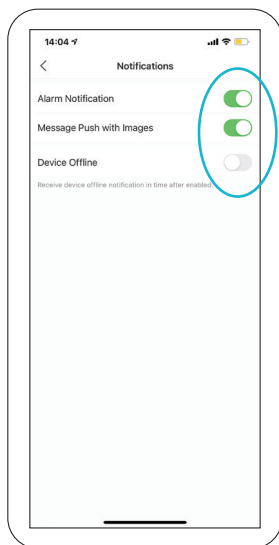 14:04
Notifications
Alarm Notification
Message Push with Images
Device Offline
Receive device offline notification in time after enabled.